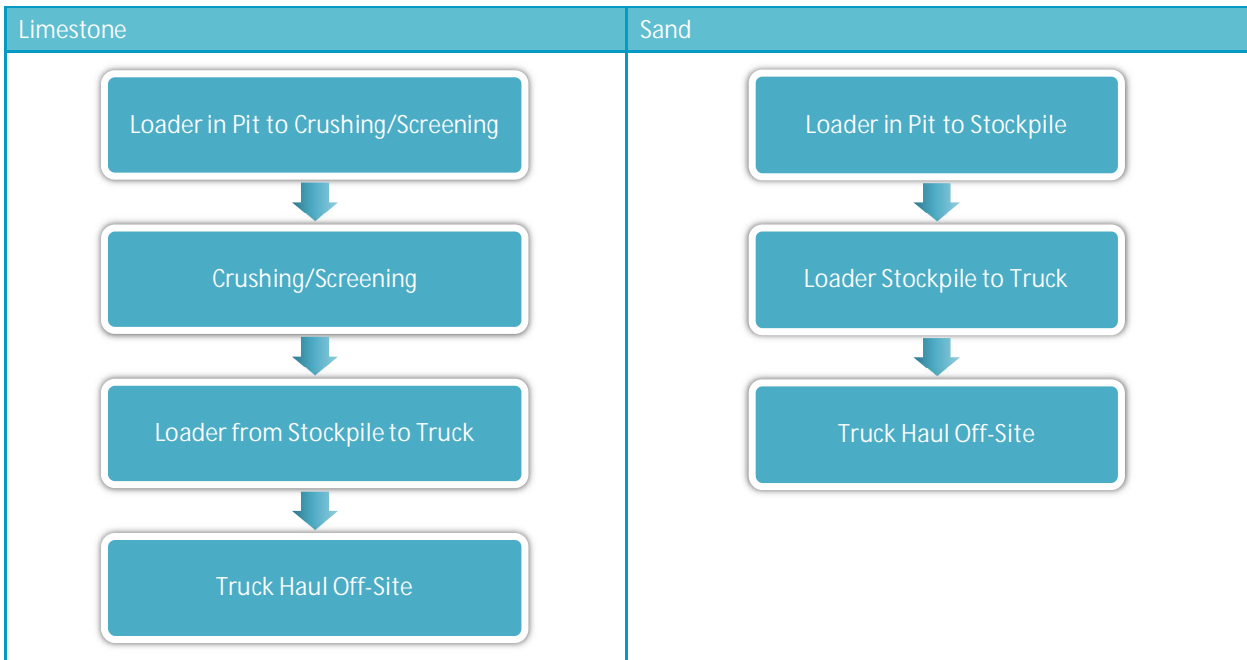 Limestone
Loader in Pit to Crushing/Screening
Crushing/Screening
Loader from Stockpile to Truck
Truck Haul Off-Site
Sand
Loader in Pit to Stockpile
Loader Stockpile to Truck
Truck Haul Off-Site